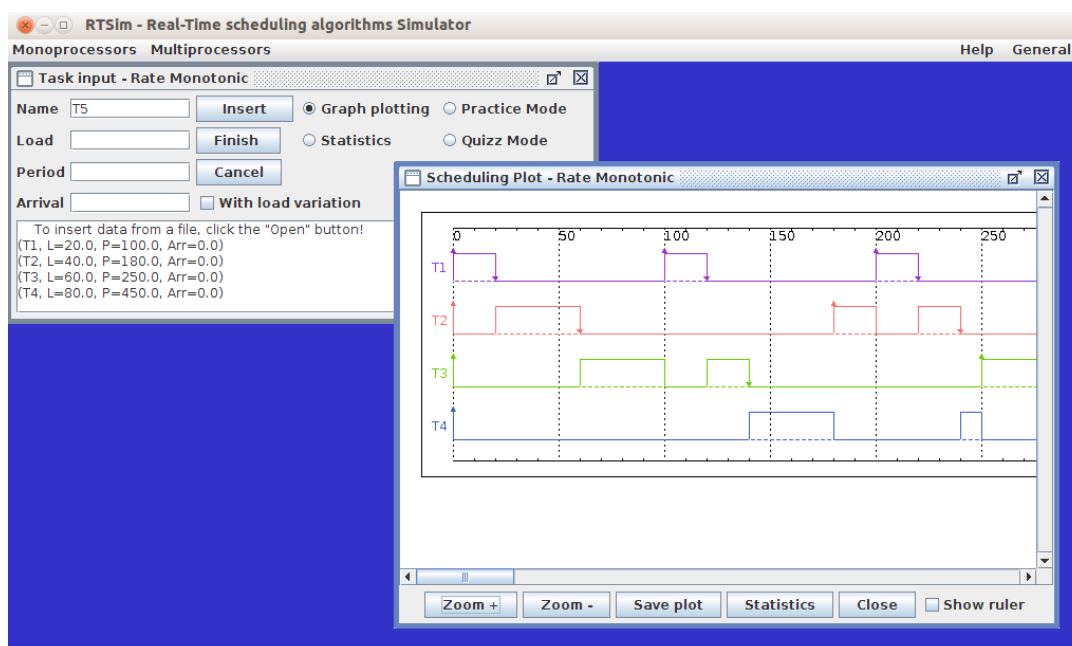 RTSim - Real-Time scheduling algorithms Simulator
Monoprocessors Multiprocessors Help General
Task input - Rate Monotonic
Name T5 Insert Graph plotting Practice Mode
Load Finish Statistics Quizz Mode
Period Cancel
Arrival With load variation
To insert data from a file, click the "Open" button!
(T1, L=20.0, P=100.0, Arr=0.0)
(T2, L=40.0, P=180.0, Arr=0.0)
(T3, L=60.0, P=250.0, Arr=0.0)
(T4, L=80.0, P=450.0, Arr=0.0)
Scheduling Plot - Rate Monotonic
0 50 100 150 200 250
T1
T2
T3
T4
Zoom + Zoom - Save plot Statistics Close Show ruler